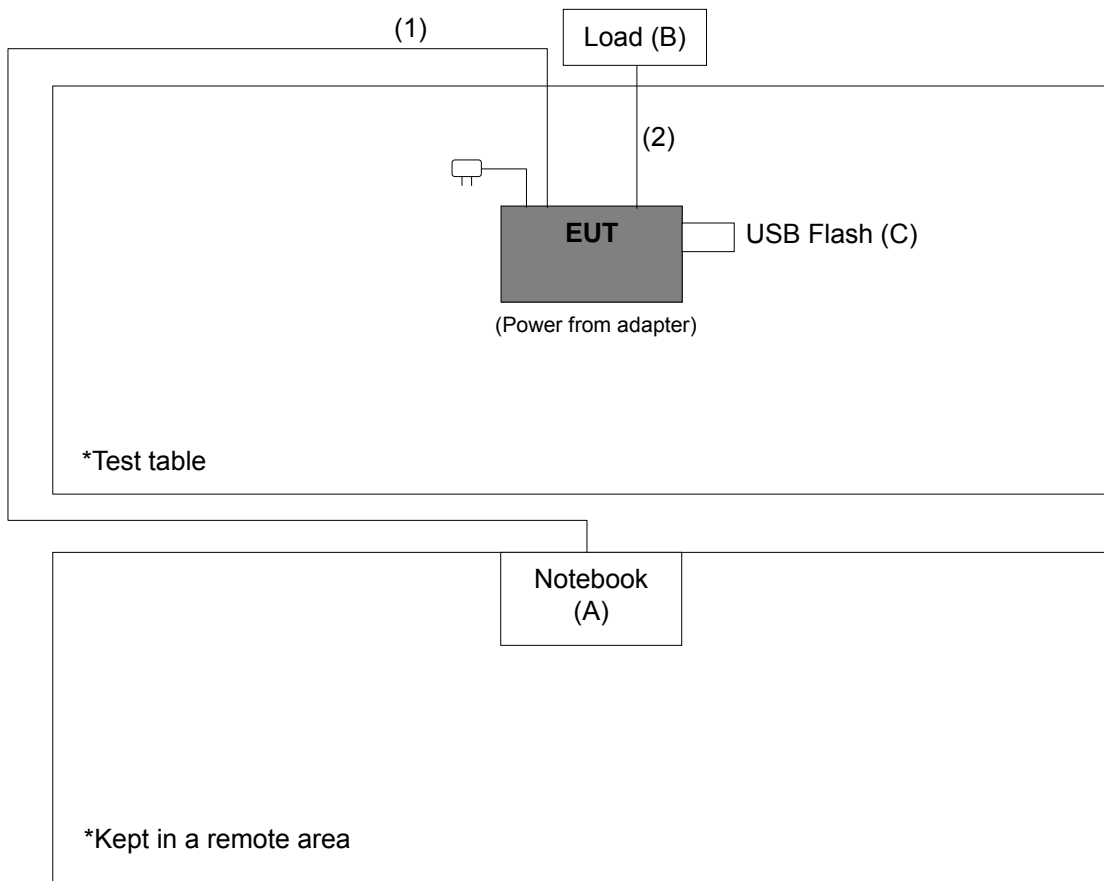 (1)
Load (B)
(2)
EUT
USB Flash (C)
(Power from adapter)
*Test table
Notebook
(A)
*Kept in a remote area